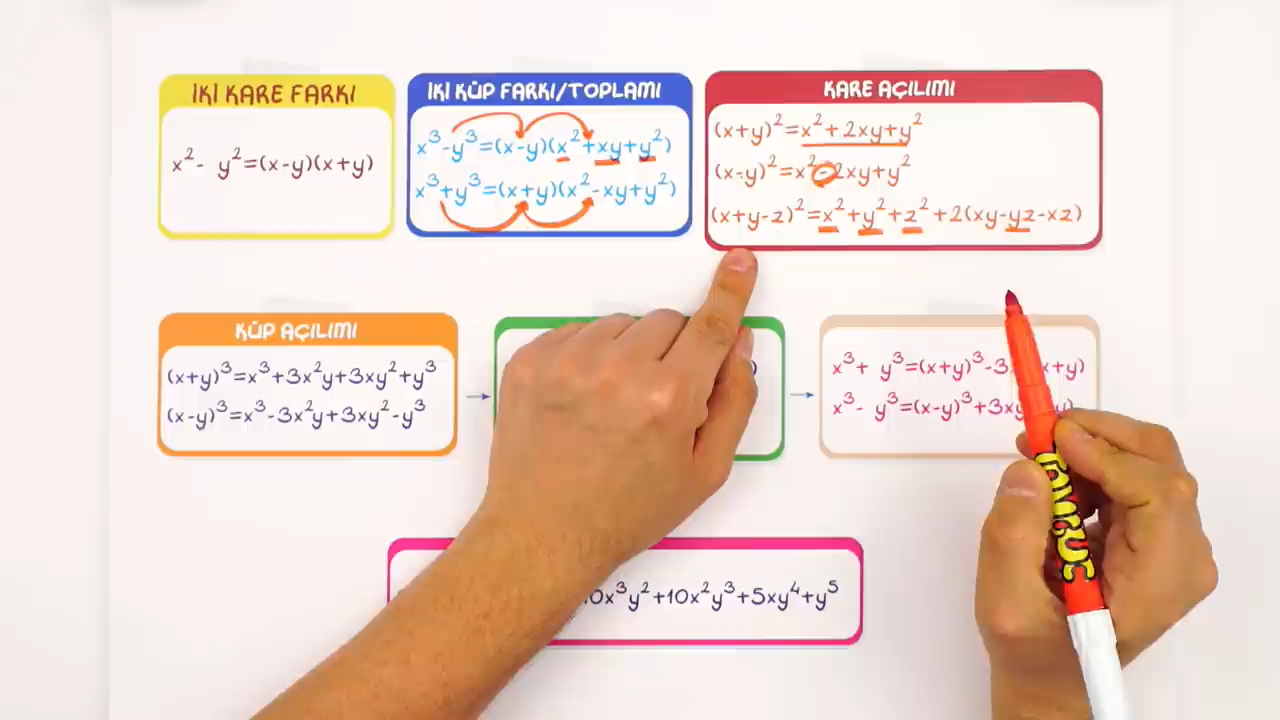 İKİ KARE FARKI
x²- y²=(x-y)(x+y)
İKİ KÜP FARKI/TOPLAMI
x³-y³=(x-y)(x²+xy+y²)
x³+y³=(x+y)(x²-xy+y²)
KARE AÇILIMI
(x+y)²=x²+2xy+y²
(x-y)²=x²-2xy+y²
(x+y-z)²=x²+y²+z²+2(xy-yz-xz)
KÜP AÇILIMI
(x+y)³=x³+3x²y+3xy²+y³
(x-y)³=x³-3x²y+3xy²-y³
)
x³+ y³=(x+y)³-3 x+y)
x³- y³=(x-y)³+3xy )
0x³y²+10x²y³+5xy⁴+y⁵